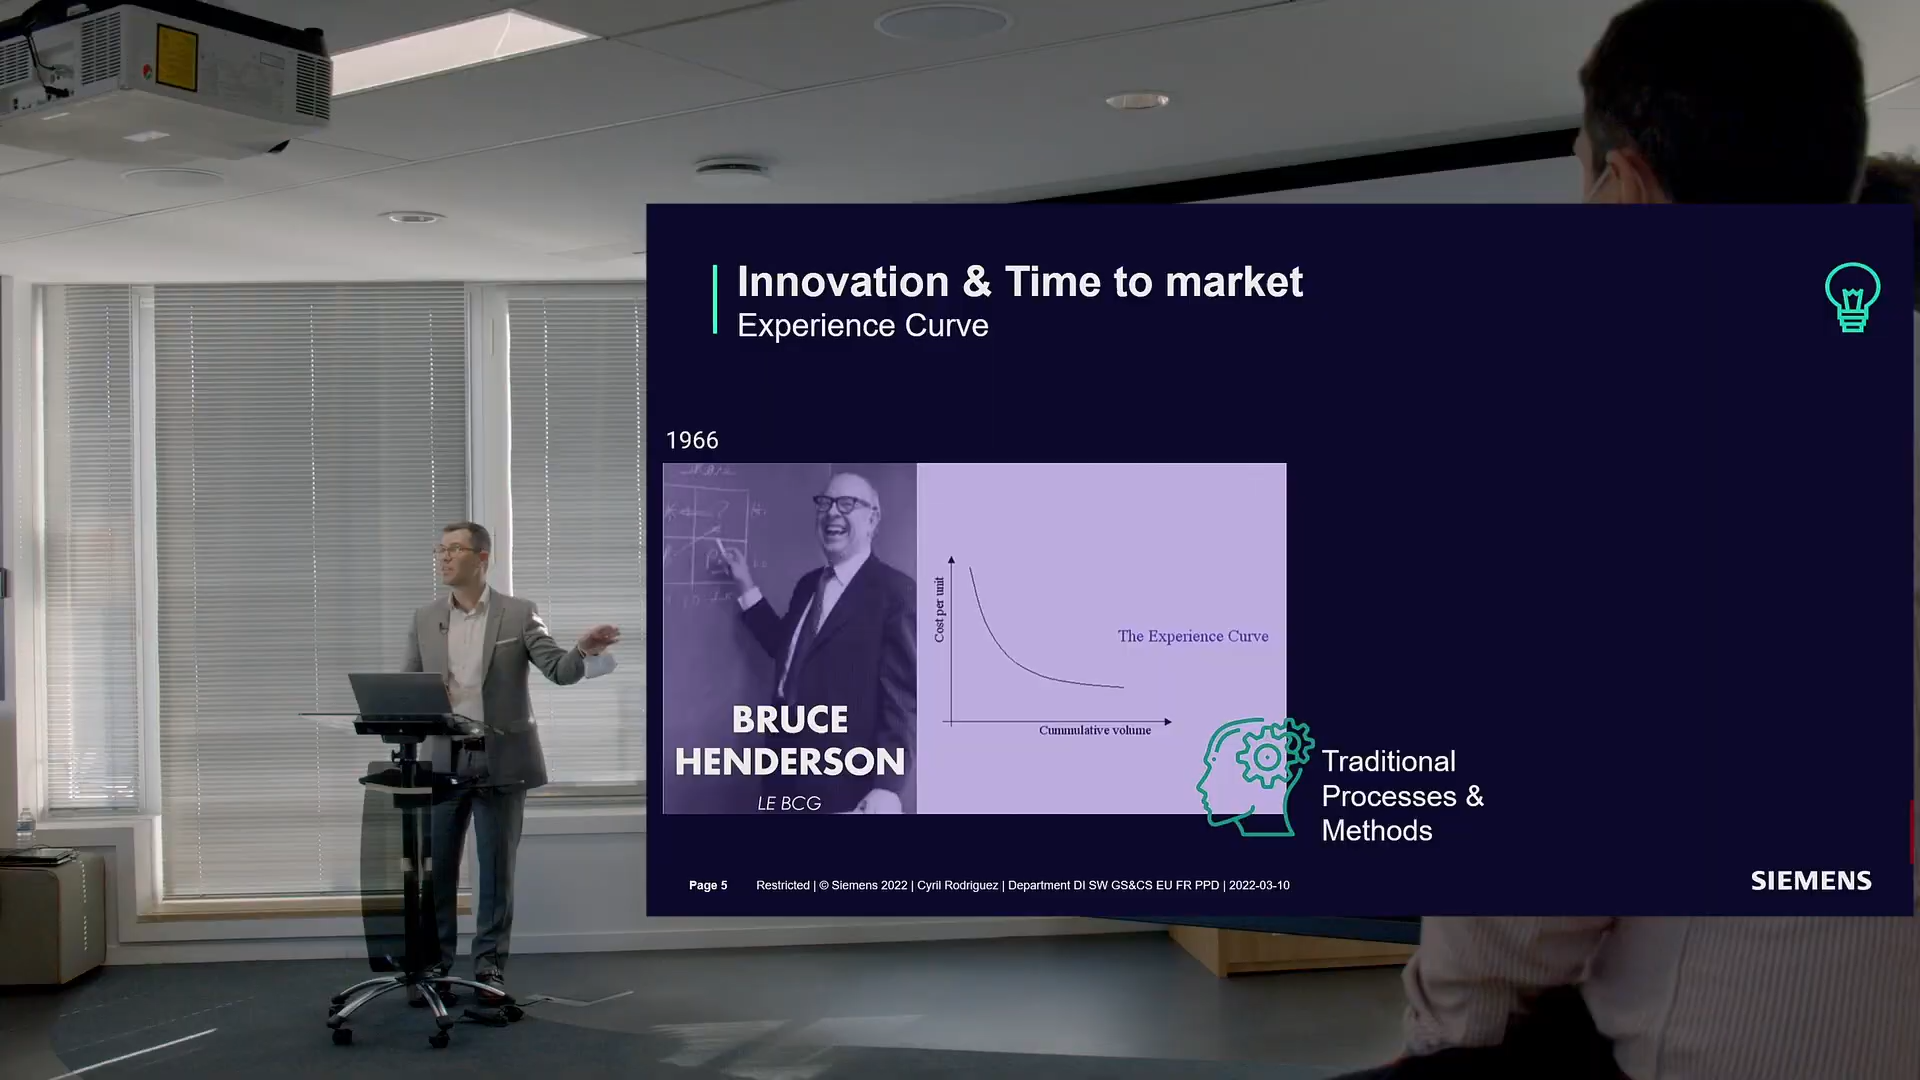 Innovation & Time to market
Experience Curve
1966
BRUCE
HENDERSON
LE BCG
Cost per unit
The Experience Curve
Cummulative volume
Traditional
Processes &
Methods
Page 5 Restricted | © Siemens 2022 | Cyril Rodriguez | Department DI SW GS&CS EU FR PPD | 2022-03-10
SIEMENS